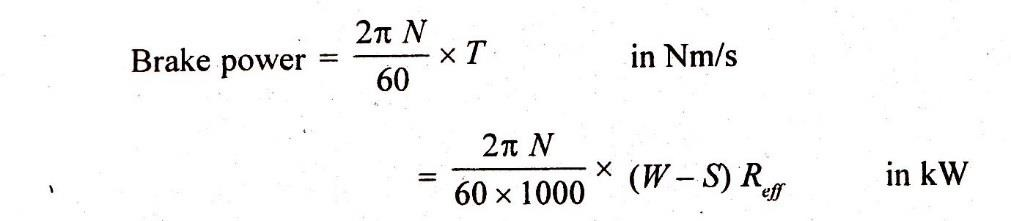 Brake power = 2π N / 60 × T in Nm/s
= 2π N / 60 × 1000 × (W – S) R_eff in kW